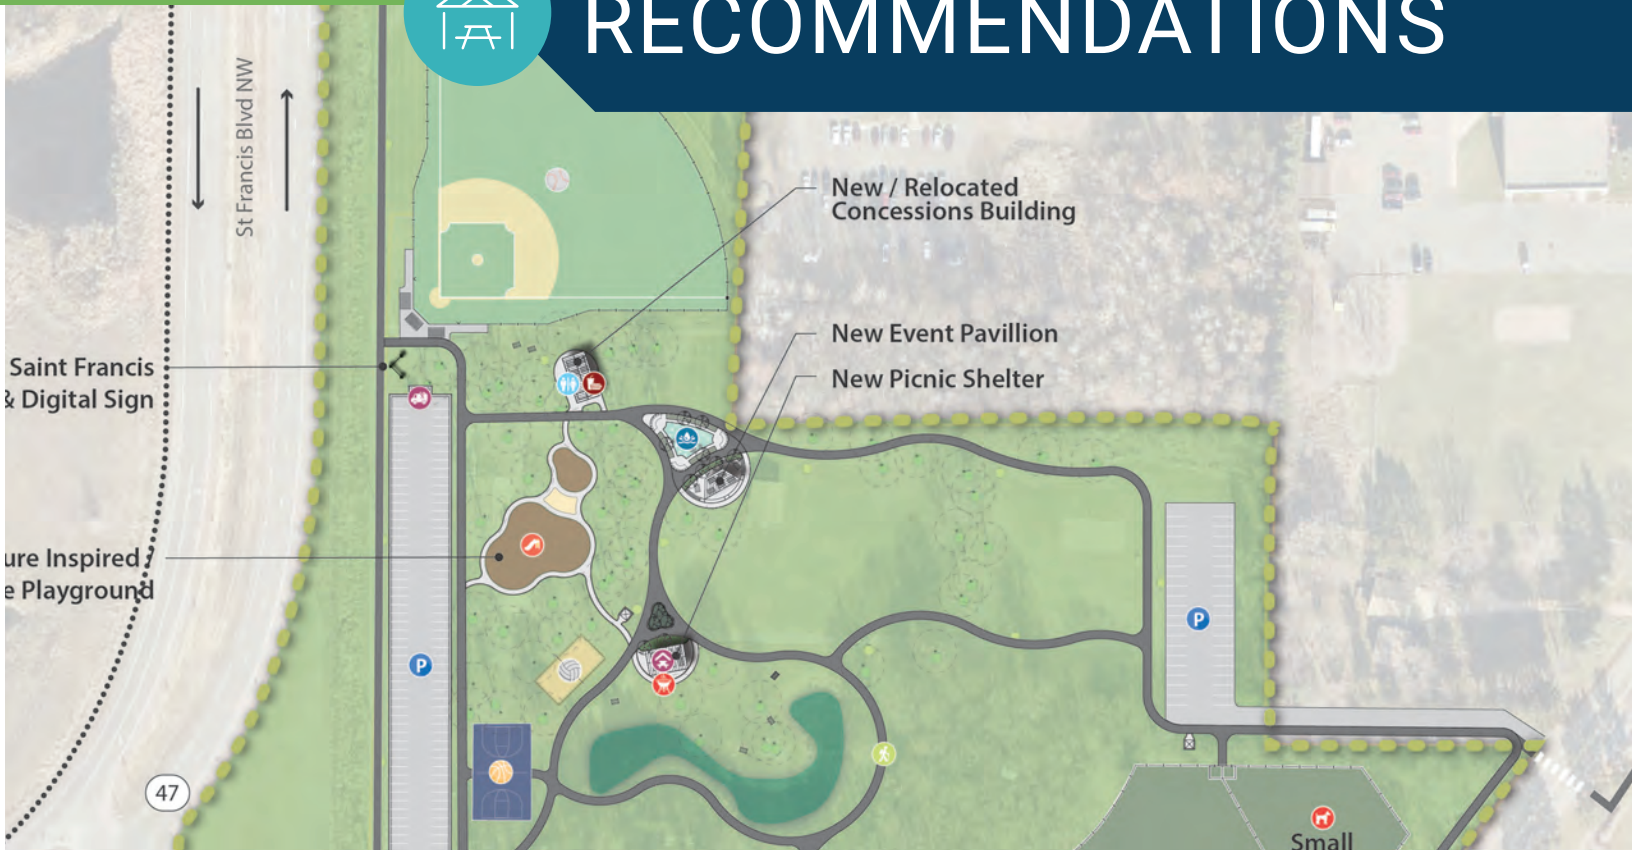 RECOMMENDATIONS
St Francis Blvd NW
New / Relocated
Concessions Building
New Event Pavillion
New Picnic Shelter
Saint Francis
& Digital Sign
ure Inspired /
e Playground
P
P
47
Small